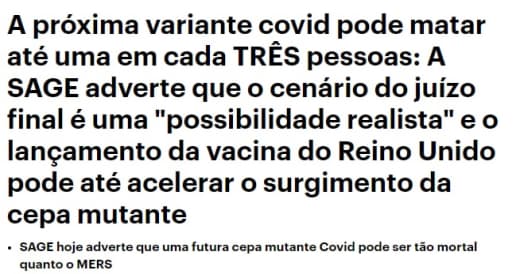 A próxima variante covid pode matar
até uma em cada TRÊS pessoas: A
SAGE adverte que o cenário do juízo
final é uma "possibilidade realista" e o
lançamento da vacina do Reino Unido
pode até acelerar o surgimento da
cepa mutante
• SAGE hoje adverte que uma futura cepa mutante Covid pode ser tão mortal
quanto o MERS